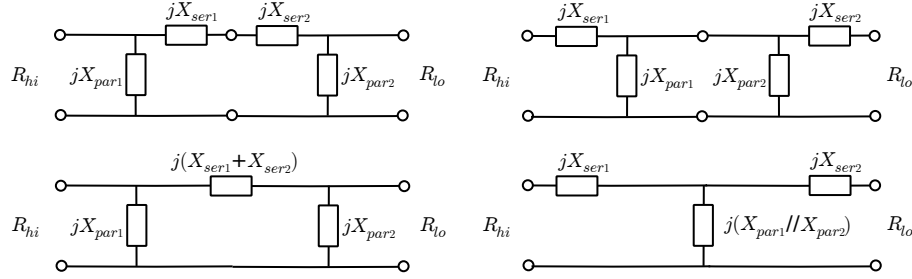 jX_ser1 jX_ser2
R_hi jX_par1 jX_par2 R_lo
jX_ser1 jX_ser2
R_hi jX_par1 jX_par2 R_lo
j(X_ser1+X_ser2)
R_hi jX_par1 jX_par2 R_lo
jX_ser1 jX_ser2
R_hi j(X_par1//X_par2) R_lo